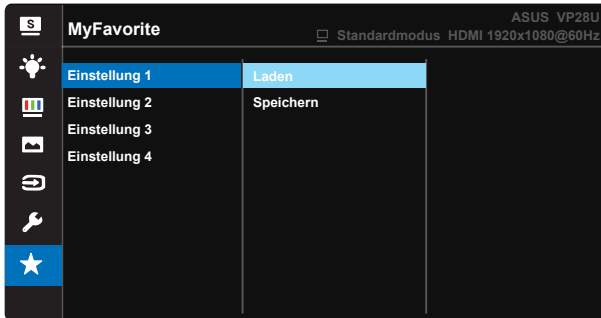 S
MyFavorite
ASUS VP28U
Standardmodus HDMI 1920x1080@60Hz
Einstellung 1
Laden
Einstellung 2
Speichern
Einstellung 3
Einstellung 4